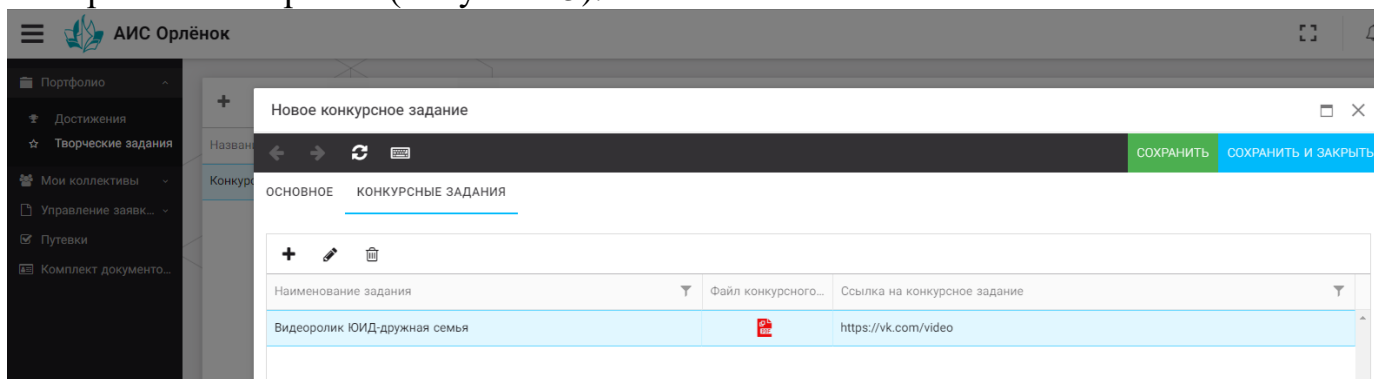 АИС Орлёнок
Портфолио
Достижения
Творческие задания
Мои коллективы
Управление заявк...
Путевки
Комплект документо...
Новое конкурсное задание
СОХРАНИТЬ СОХРАНИТЬ И ЗАКРЫТЬ
ОСНОВНОЕ КОНКУРСНЫЕ ЗАДАНИЯ
Наименование задания Файл конкурсного... Ссылка на конкурсное задание
Видеоролик ЮИД-дружная семья PDF https://vk.com/video